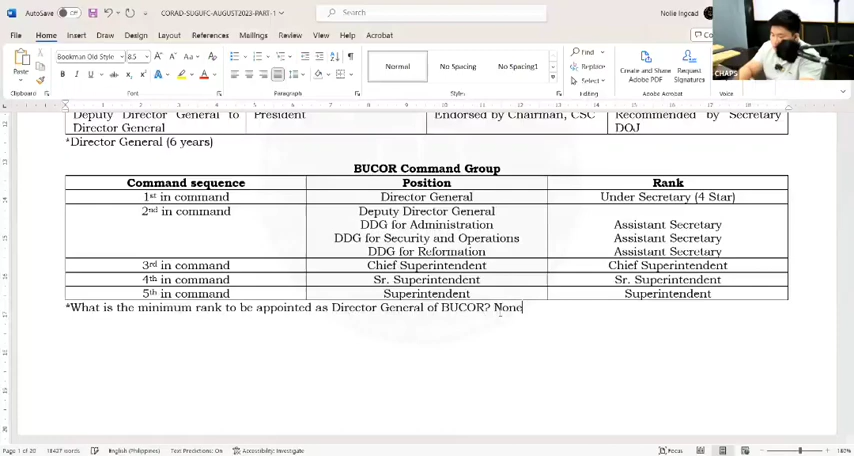 AutoSave Off CORAD-SUGUFC-AUGUST2023-PART-1 Search Nolie Ingcad
File Home Insert Draw Design Layout References Mailings Review View Help Acrobat
Bookman Old Style 8.5 Find
Paste Normal No Spacing No Spacing1 Replace Create and Share Adobe PDF Request Signatures
Select
Clipboard Font Paragraph Styles Editing Adobe Acrobat Voice
CHAPS
Deputy Director General to President Endorsed by Chairman, CSC Recommended by Secretary
Director General DOJ
*Director General (6 years)
BUCOR Command Group
Command sequence Position Rank
1st in command Director General Under Secretary (4 Star)
2nd in command Deputy Director General
DDG for Administration Assistant Secretary
DDG for Security and Operations Assistant Secretary
DDG for Reformation Assistant Secretary
3rd in command Chief Superintendent Chief Superintendent
4th in command Sr. Superintendent Sr. Superintendent
5th in command Superintendent Superintendent
*What is the minimum rank to be appointed as Director General of BUCOR? None
Page 1 of 20 18437 words English (Philippines) Text Predictions: On Accessibility: Investigate Focus 180%